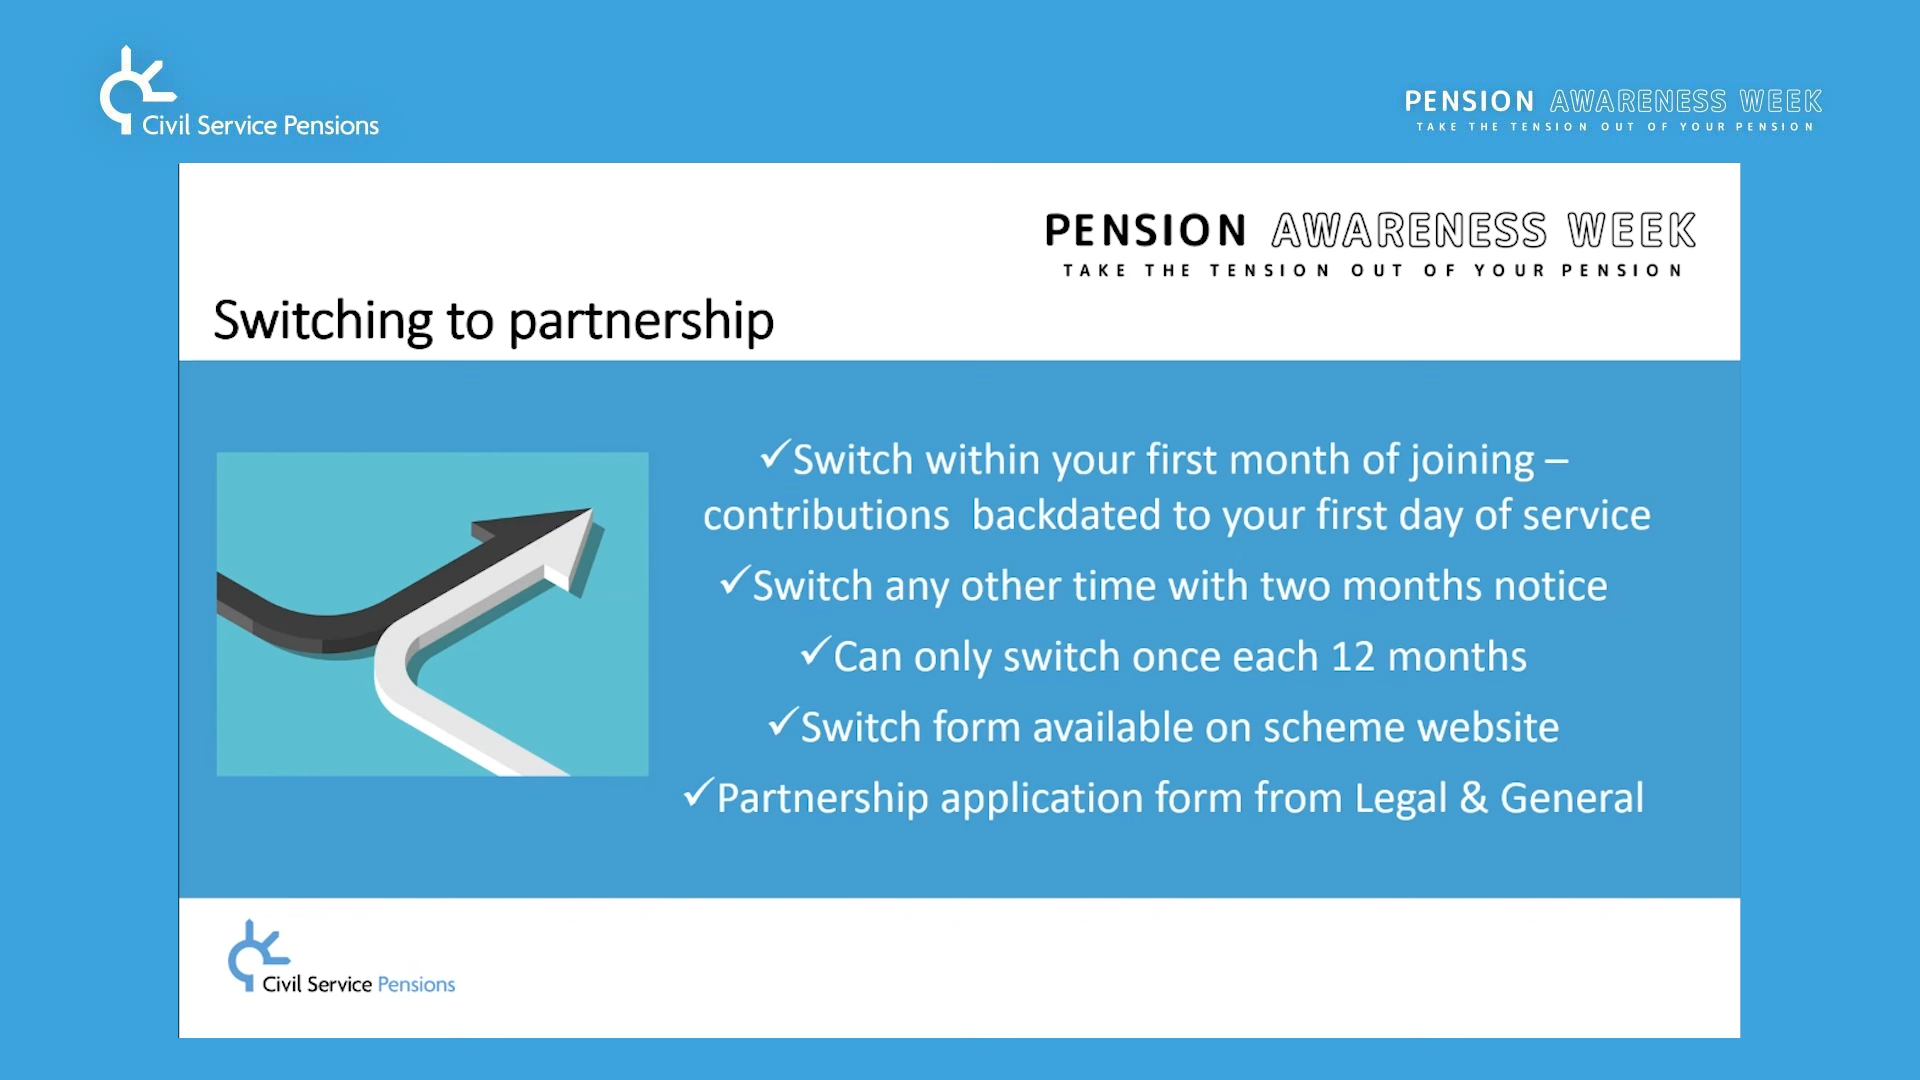 Civil Service Pensions
PENSION AWARENESS WEEK
TAKE THE TENSION OUT OF YOUR PENSION
PENSION AWARENESS WEEK
TAKE THE TENSION OUT OF YOUR PENSION
Switching to partnership
✓Switch within your first month of joining –
contributions  backdated to your first day of service
✓Switch any other time with two months notice
✓Can only switch once each 12 months
✓Switch form available on scheme website
✓Partnership application form from Legal & General
Civil Service Pensions